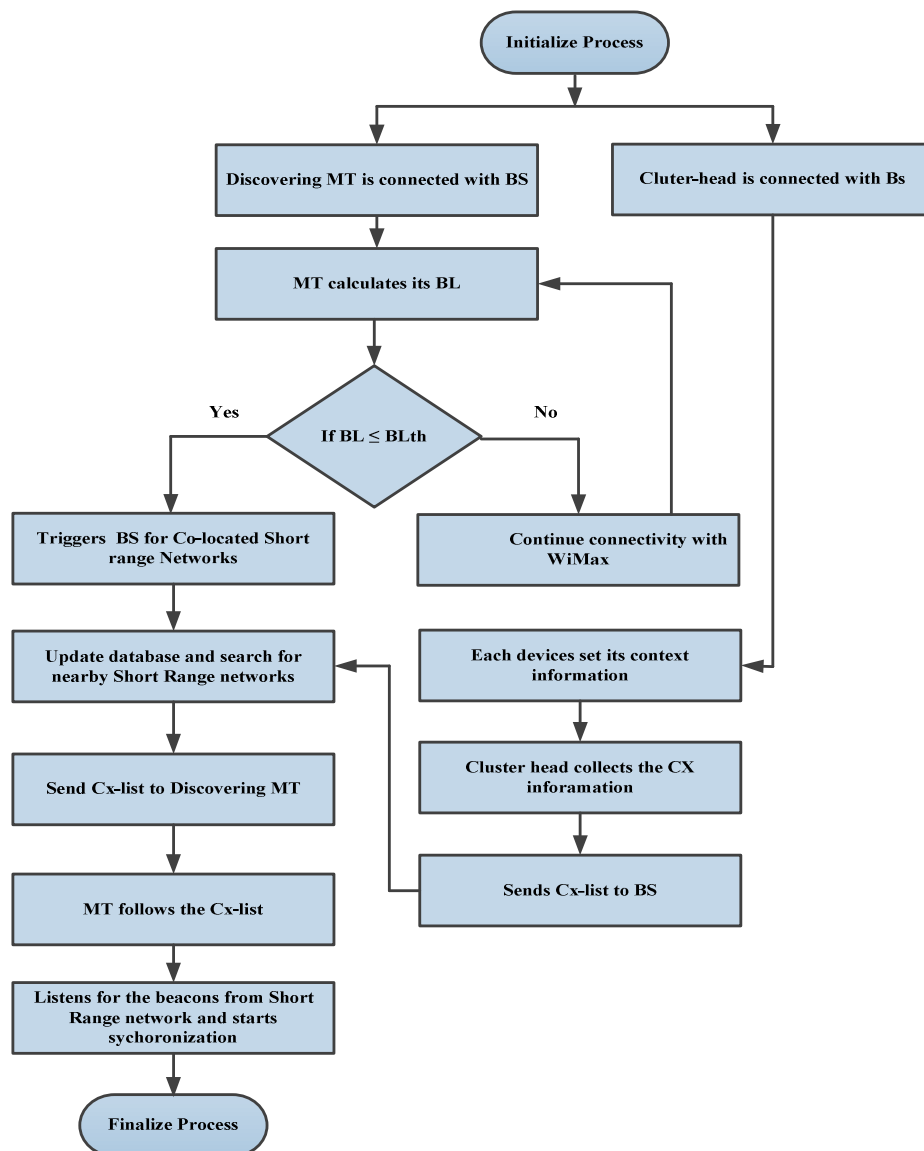 Initialize Process
Discovering MT is connected with BS
Cluter-head is connected with Bs
MT calculates its BL
Yes
No
If BL ≤ BLth
Triggers BS for Co-located Short
range Networks
Continue connectivity with
WiMax
Update database and search for
nearby Short Range networks
Each devices set its context
information
Send Cx-list to Discovering MT
Cluster head collects the CX
inforamation
MT follows the Cx-list
Sends Cx-list to BS
Listens for the beacons from Short
Range network and starts
sychoronization
Finalize Process